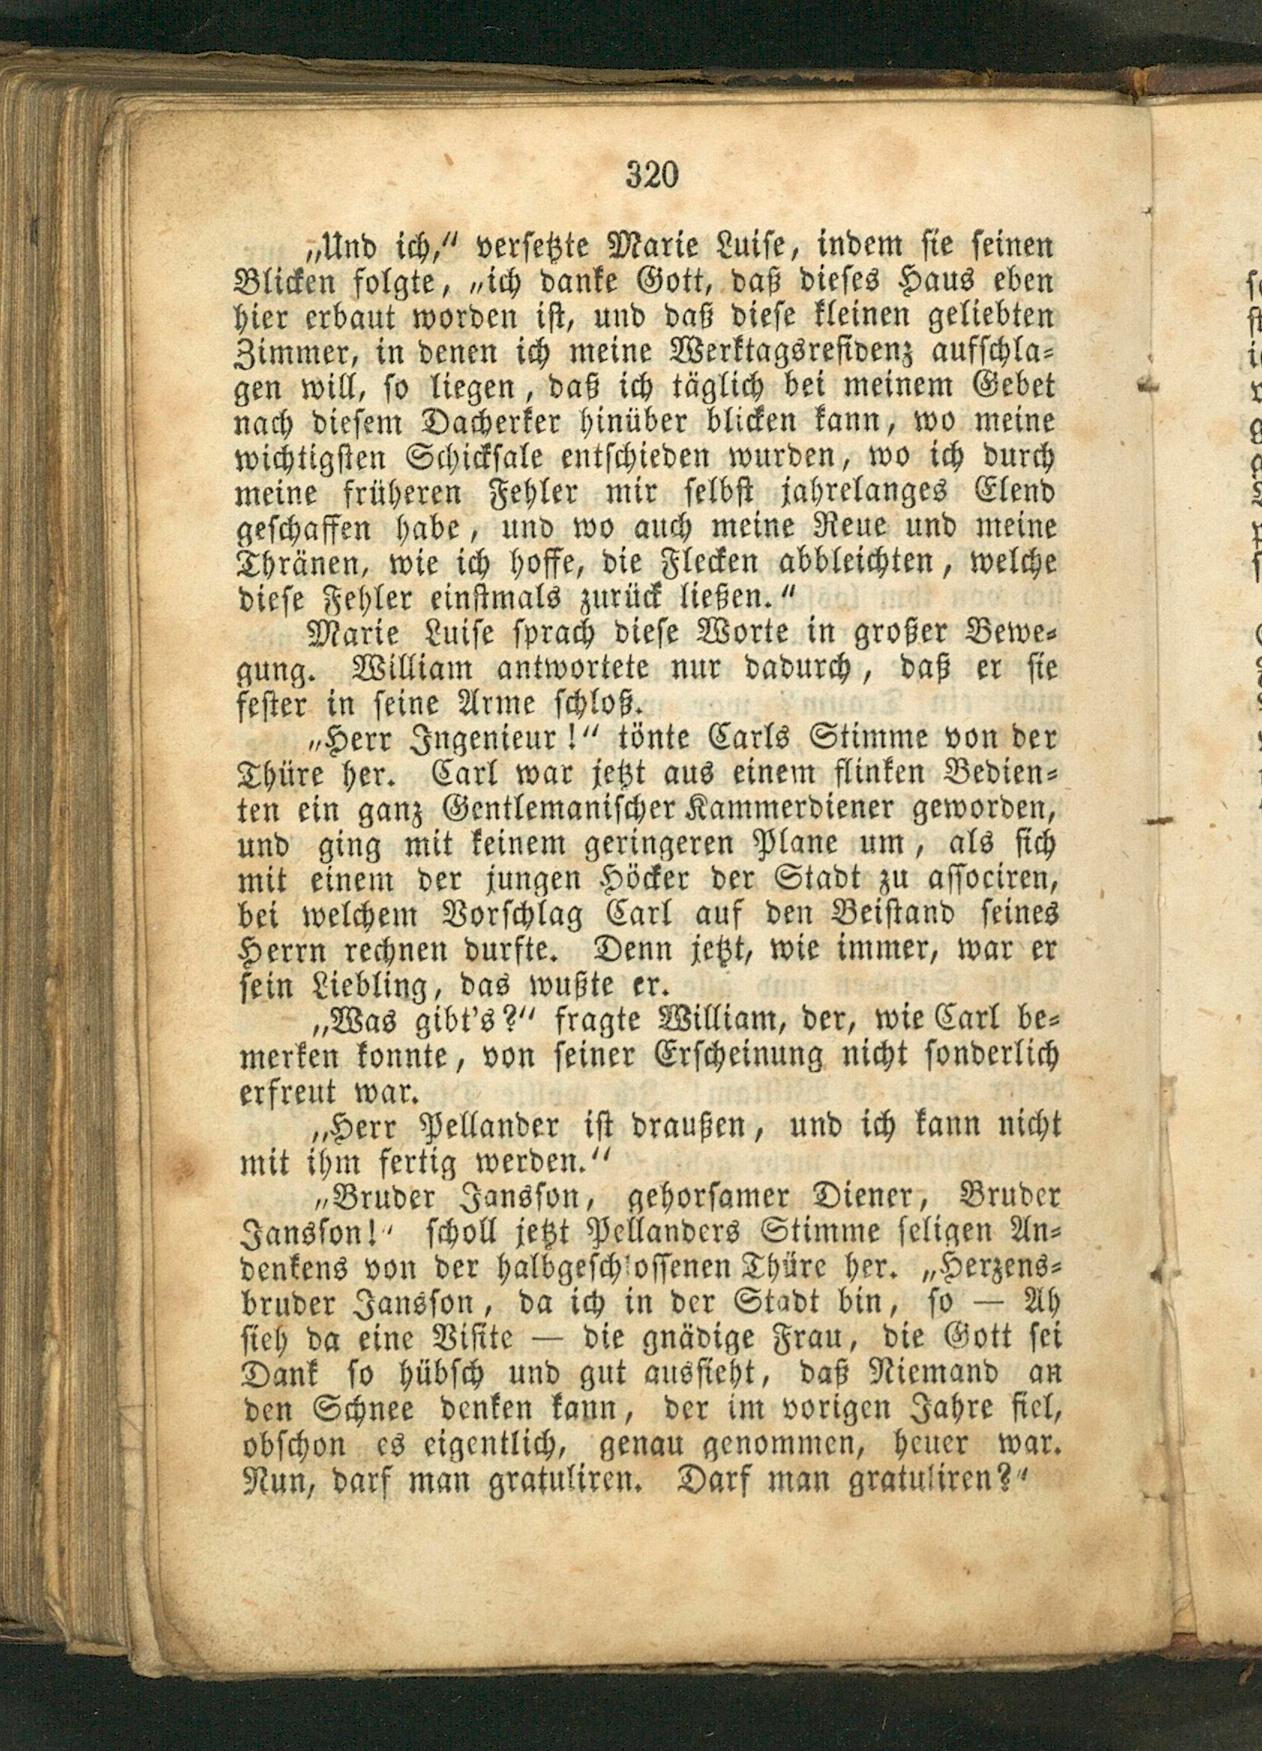 320
„Und ich,“ versetzte Marie Luise, indem sie seinen
Blicken folgte, „ich danke Gott, daß dieses Haus eben
hier erbaut worden ist, und daß diese kleinen geliebten
Zimmer, in denen ich meine Werktagsresidenz aufschla-
gen will, so liegen, daß ich täglich bei meinem Gebet
nach diesem Dacherker hinüber blicken kann, wo meine
wichtigsten Schicksale entschieden wurden, wo ich durch
meine früheren Fehler mir selbst jahrelanges Elend
geschaffen habe, und wo auch meine Reue und meine
Thränen, wie ich hoffe, die Flecken abbleichten, welche
diese Fehler einstmals zurück ließen.“
Marie Luise sprach diese Worte in großer Bewe-
gung. William antwortete nur dadurch, daß er sie
fester in seine Arme schloß.
„Herr Ingenieur!“ tönte Carls Stimme von der
Thüre her. Carl war jetzt aus einem flinken Bedien-
ten ein ganz Gentlemanischer Kammerdiener geworden,
und ging mit keinem geringeren Plane um, als sich
mit einem der jungen Höcker der Stadt zu associren,
bei welchem Vorschlag Carl auf den Beistand seines
Herrn rechnen durfte. Denn jetzt, wie immer, war er
sein Liebling, das wußte er.
„Was gibt's?“ fragte William, der, wie Carl be-
merken konnte, von seiner Erscheinung nicht sonderlich
erfreut war.
„Herr Pellander ist draußen, und ich kann nicht
mit ihm fertig werden.“
„Bruder Jansson, gehorsamer Diener, Bruder
Jansson!“ scholl jetzt Pellanders Stimme seligen An-
denkens von der halbgeschlossenen Thüre her. „Herzens-
bruder Jansson, da ich in der Stadt bin, so — Ah
sieh da eine Visite — die gnädige Frau, die Gott sei
Dank so hübsch und gut aussieht, daß Niemand an
den Schnee denken kann, der im vorigen Jahre fiel,
obschon es eigentlich, genau genommen, heuer war.
Nun, darf man gratuliren. Darf man gratuliren?“